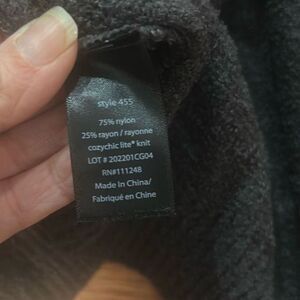 style 455
75% nylon
25% rayon / rayonne
cozychic lite® knit
LOT # 202201CG04
RN#111248
Made In China/
Fabriqué en Chine